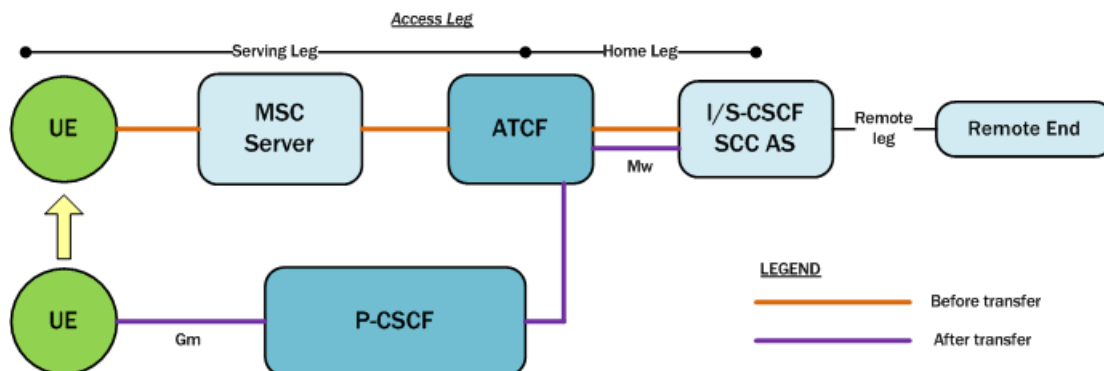 Access Leg
Serving Leg
Home Leg
UE
MSC
Server
ATCF
I/S-CSCF
SCC AS
Remote
leg
Remote End
Mw
UE
Gm
P-CSCF
LEGEND
Before transfer
After transfer